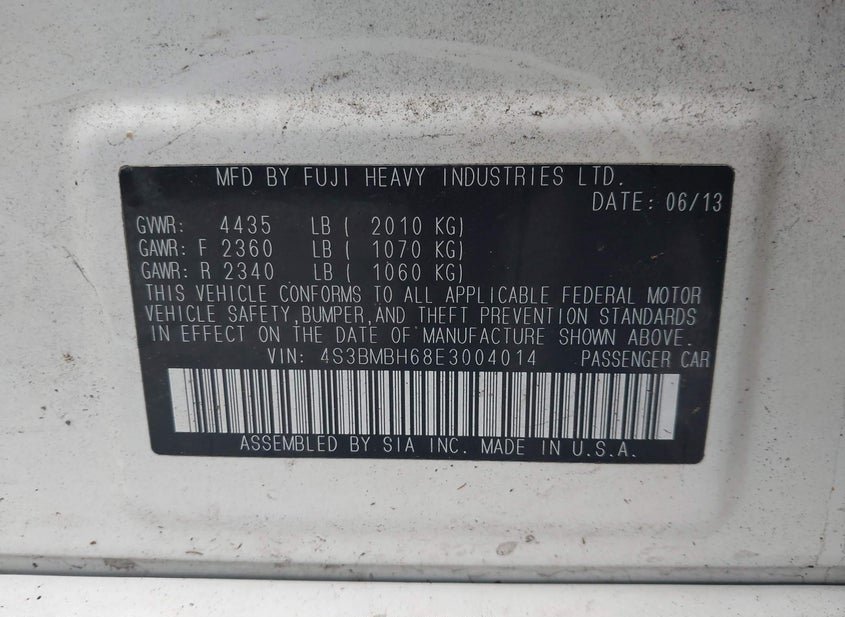 MFD BY FUJI HEAVY INDUSTRIES LTD.
DATE: 06/13
GVWR: 4435 LB ( 2010 KG)
GAWR: F 2360 LB ( 1070 KG)
GAWR: R 2340 LB ( 1060 KG)
THIS VEHICLE CONFORMS TO ALL APPLICABLE FEDERAL MOTOR
VEHICLE SAFETY,BUMPER,AND THEFT PREVENTION STANDARDS
IN EFFECT ON THE DATE OF MANUFACTURE SHOWN ABOVE.
VIN: 4S3BMBH68E3004014 PASSENGER CAR
ASSEMBLED BY SIA INC. MADE IN U.S.A.